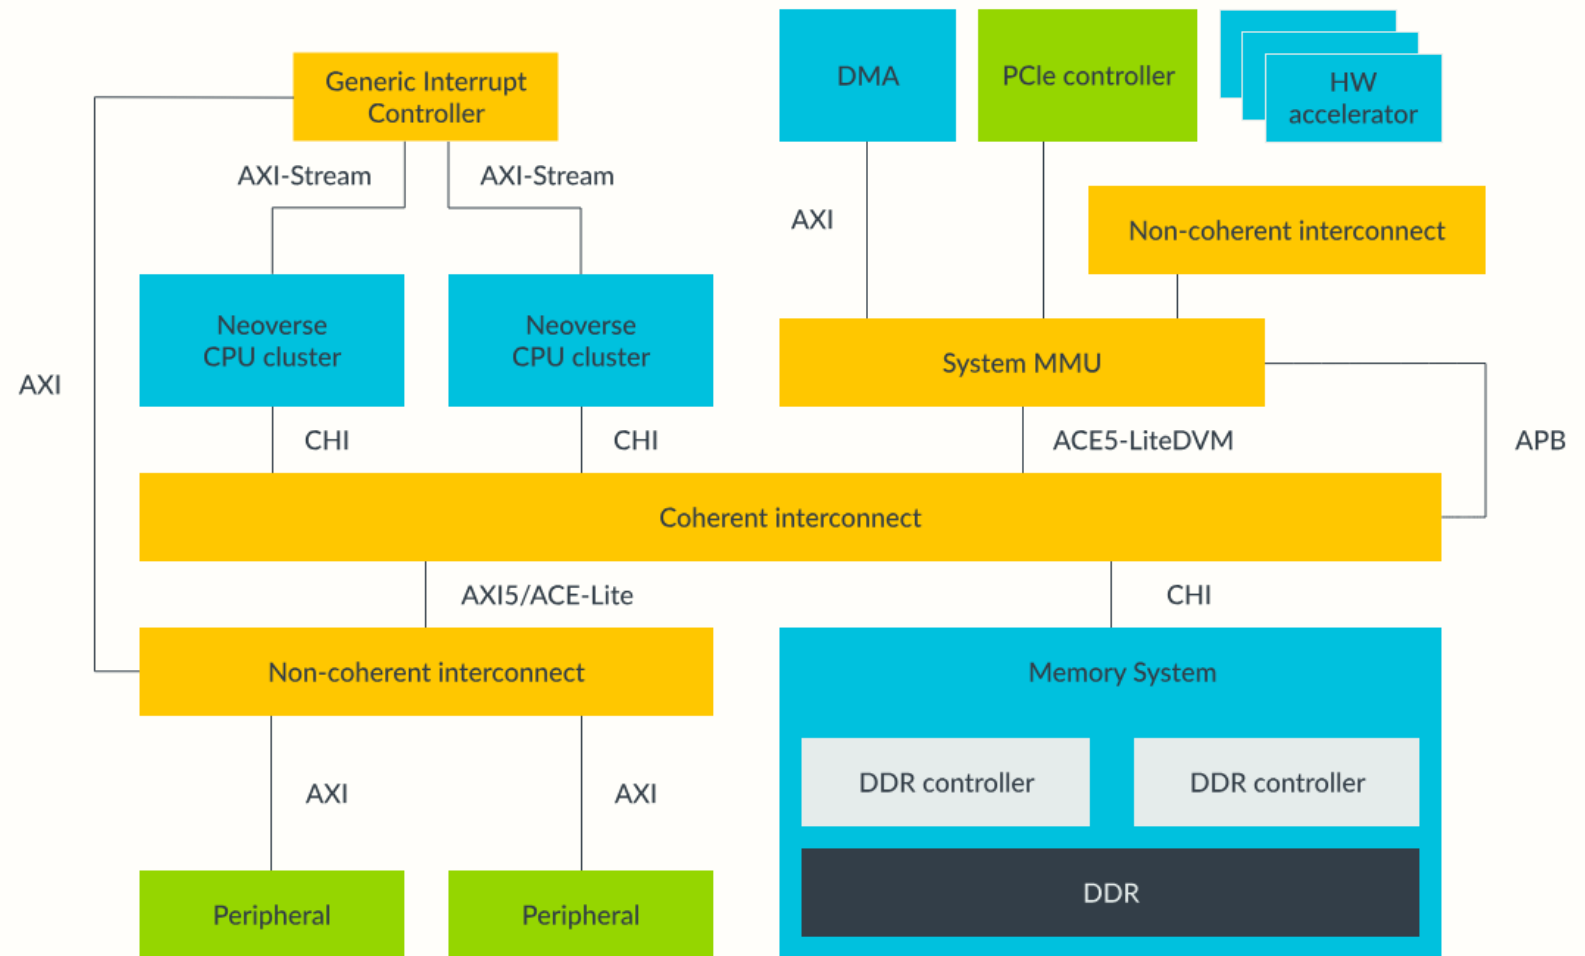 Generic Interrupt
Controller
DMA
PCIe controller
HW
accelerator
AXI-Stream
AXI-Stream
AXI
Non-coherent interconnect
Neoverse
CPU cluster
Neoverse
CPU cluster
System MMU
AXI
CHI
CHI
ACE5-LiteDVM
APB
Coherent interconnect
AXI5/ACE-Lite
CHI
Non-coherent interconnect
Memory System
AXI
AXI
DDR controller
DDR controller
DDR
Peripheral
Peripheral